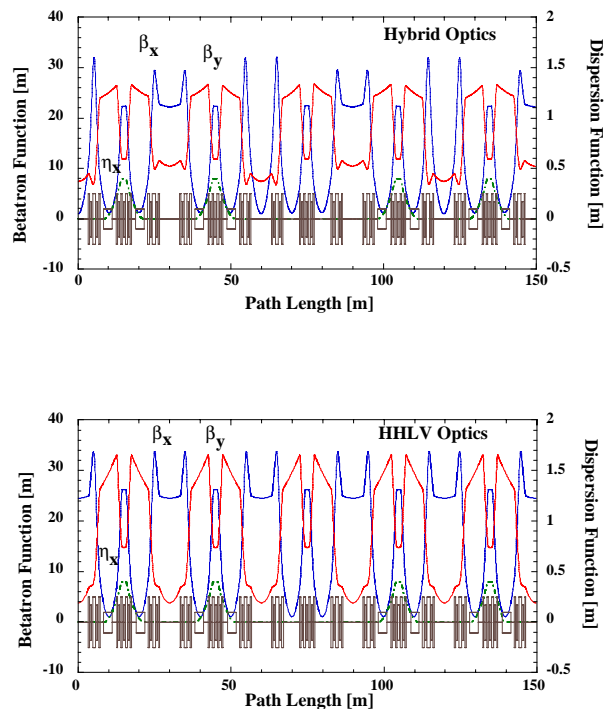 Hybrid Optics
βx
βy
ηx
Betatron Function [m]
40
30
20
10
0
-10
Dispersion Function [m]
2
1.5
1
0.5
0
-0.5
0
50
100
150
Path Length [m]
HHLV Optics
βx
βy
ηx
Betatron Function [m]
40
30
20
10
0
-10
Dispersion Function [m]
2
1.5
1
0.5
0
-0.5
0
50
100
150
Path Length [m]